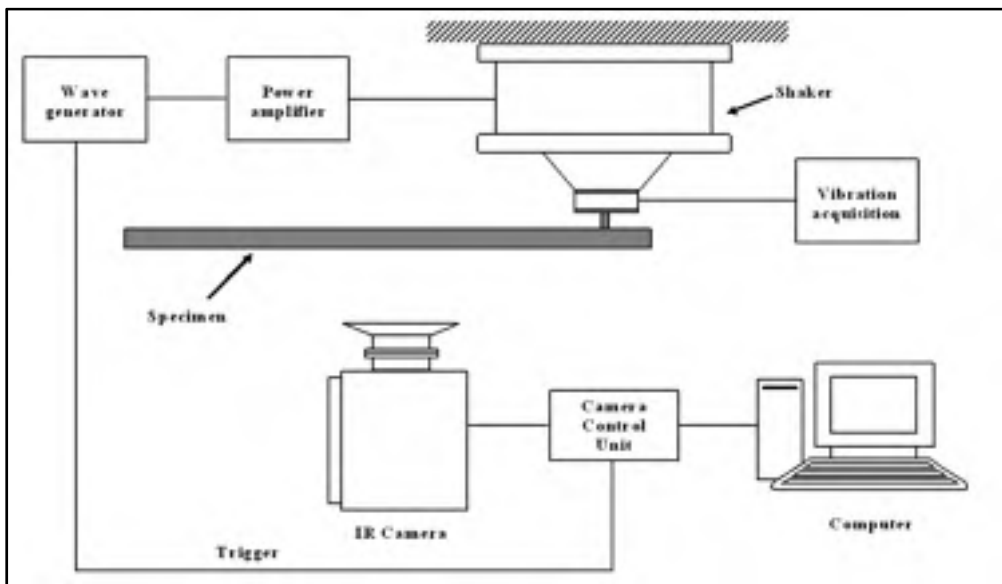 Wave
generator
Power
amplifier
Shaker
Vibration
acquisition
Specimen
Camera
Control
Unit
IR Camera
Computer
Trigger